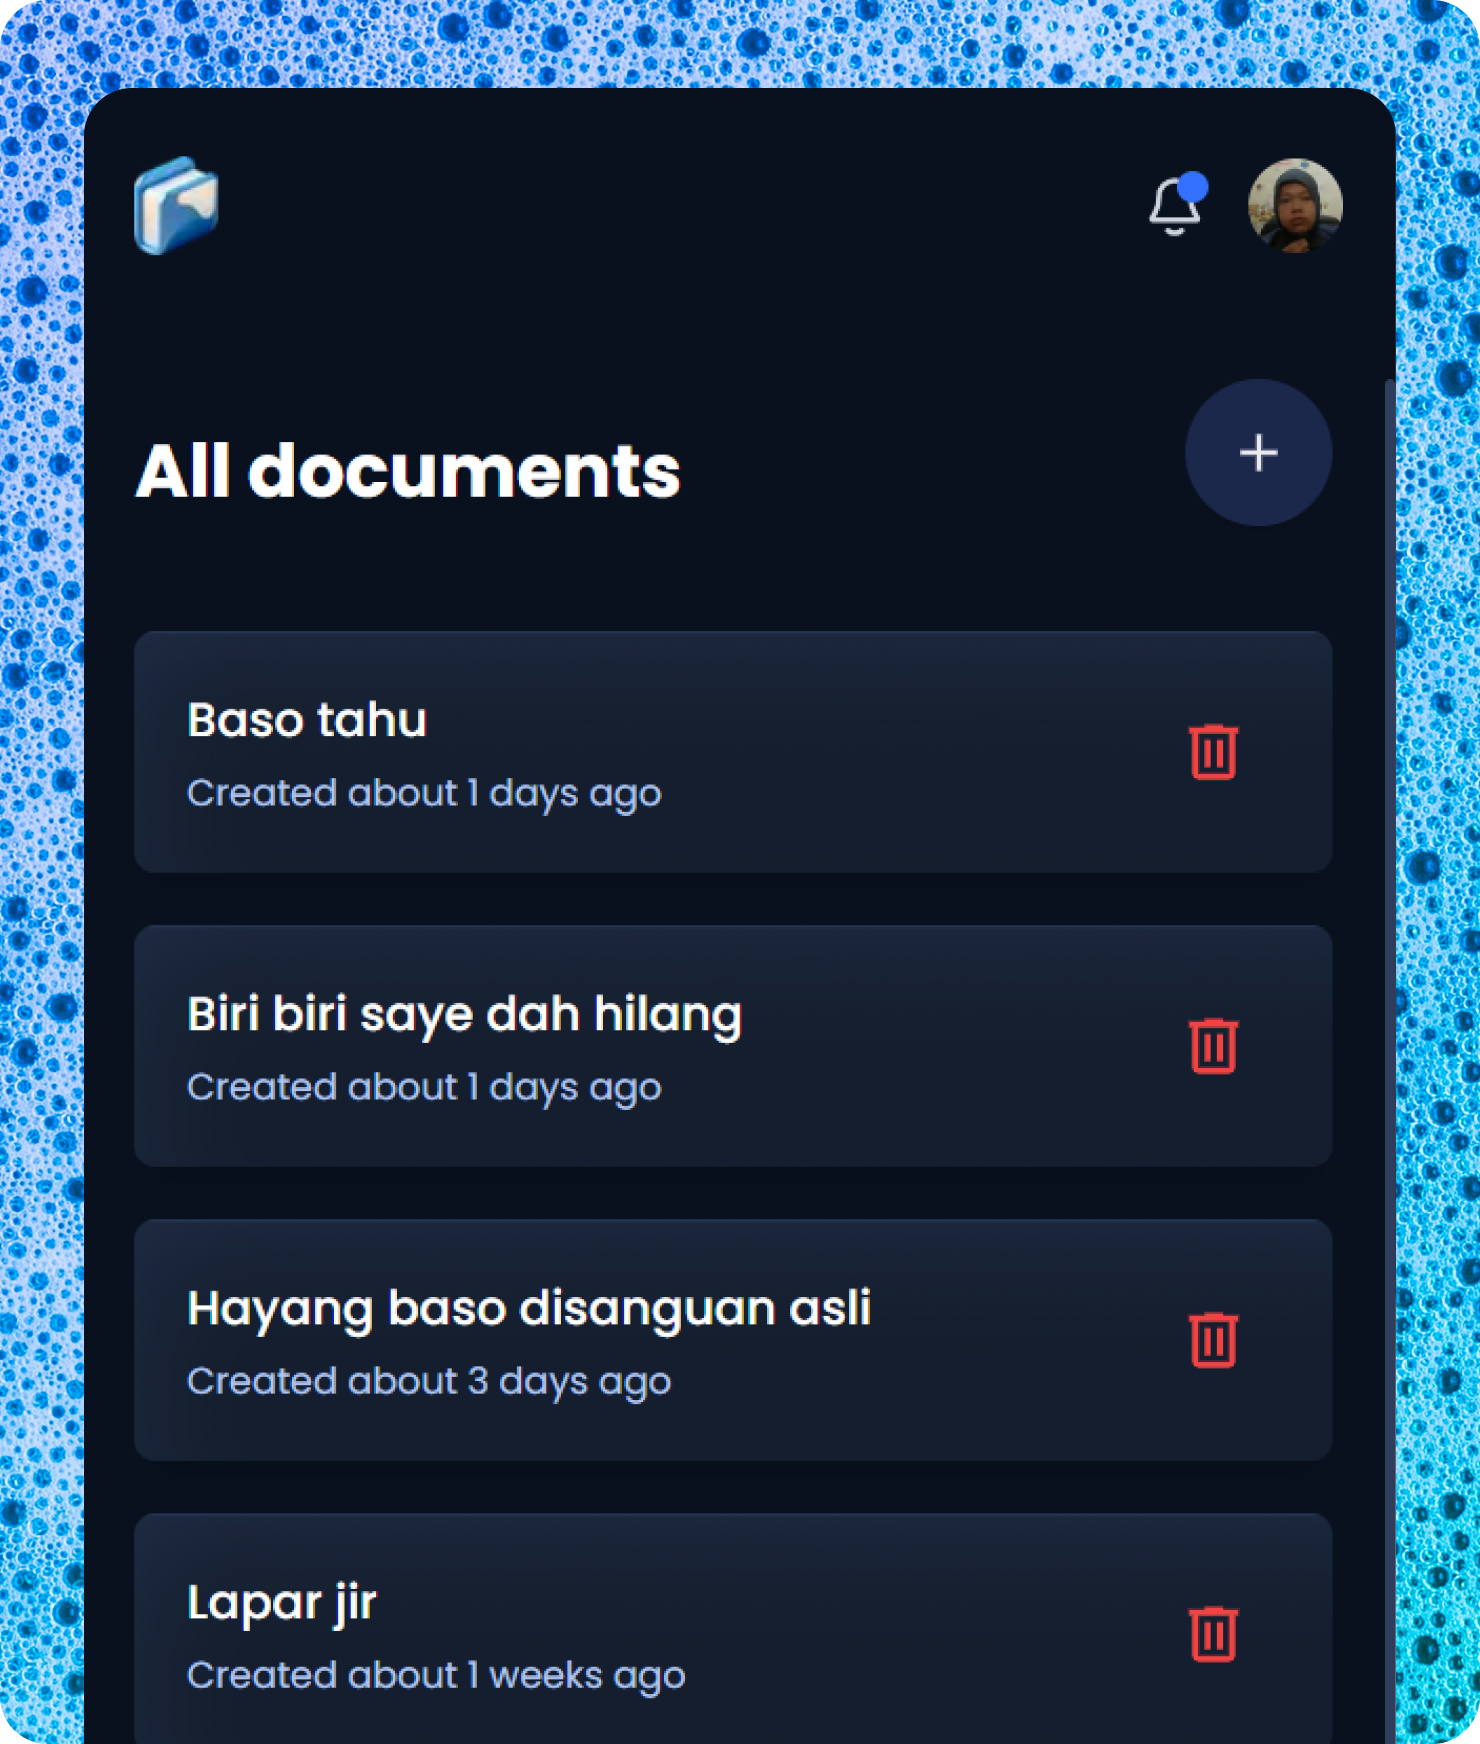 All documents
Baso tahu
Created about 1 days ago
Biri biri saye dah hilang
Created about 1 days ago
Hayang baso disanguan asli
Created about 3 days ago
Lapar jir
Created about 1 weeks ago